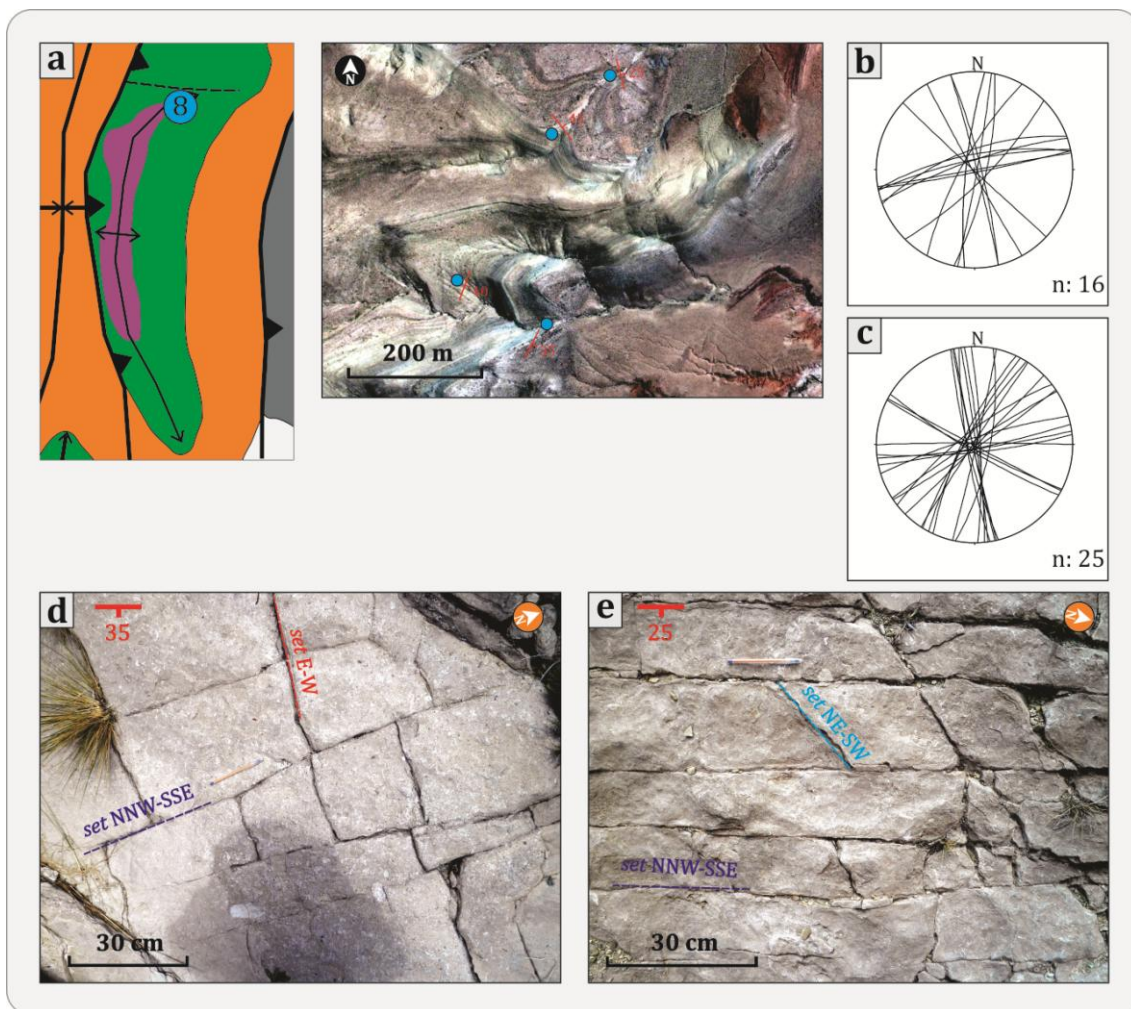 a
8
N
200 m
b
N
n: 16
c
N
n: 25
d
35
N
set E-W
set NNW-SSE
30 cm
e
25
N
set NE-SW
set NNW-SSE
30 cm